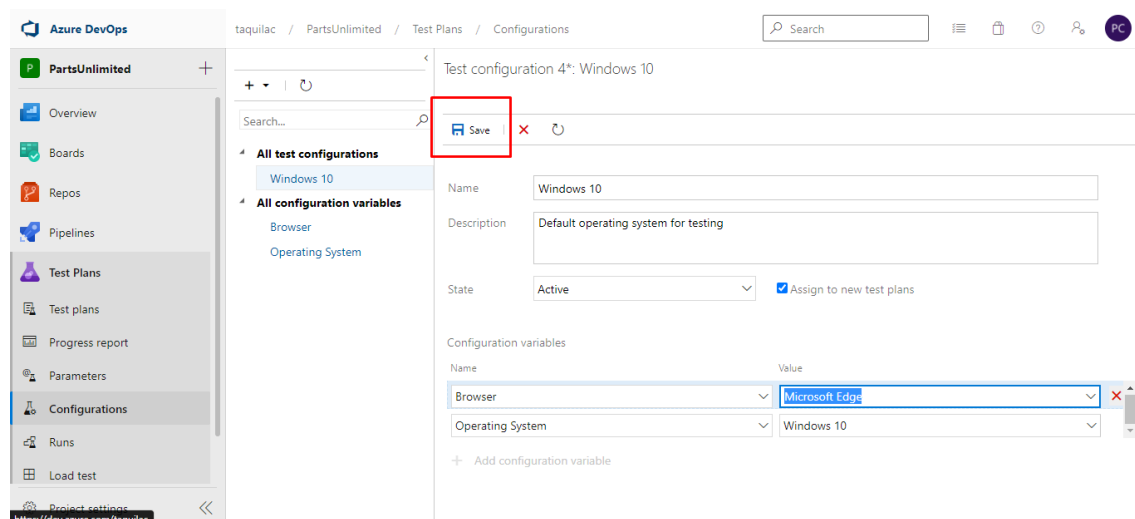 Azure DevOps
taquilac / PartsUnlimited / Test Plans / Configurations
Search
PC
P PartsUnlimited
Overview
Boards
Repos
Pipelines
Test Plans
Test plans
Progress report
Parameters
Configurations
Runs
Load test
Project settings
Search...
All test configurations
Windows 10
All configuration variables
Browser
Operating System
Test configuration 4*: Windows 10
Save
Name Windows 10
Description Default operating system for testing
State Active Assign to new test plans
Configuration variables
Name Value
Browser Microsoft Edge
Operating System Windows 10
+ Add configuration variable